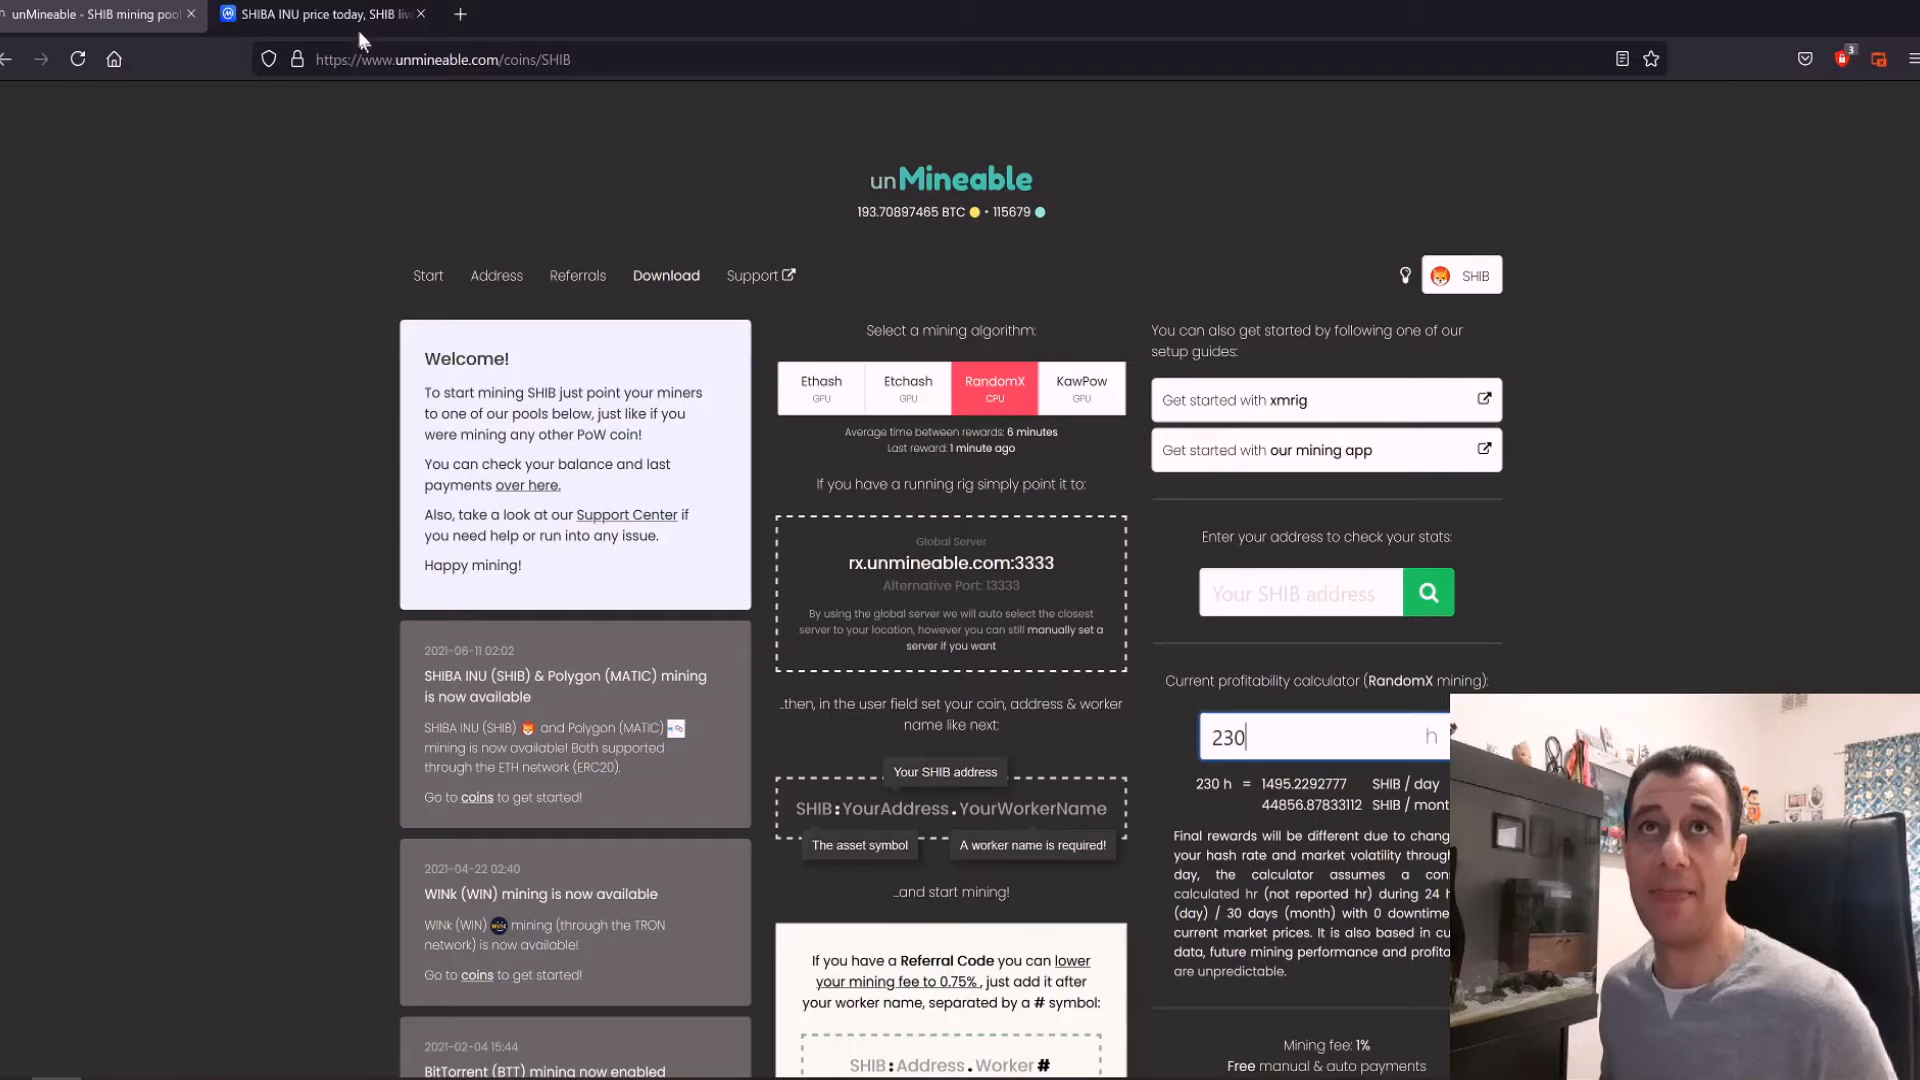 unMineable - SHIB mining pool
SHIBA INU price today, SHIB liv
https://www.unmineable.com/coins/SHIB
3
unMineable
193.70897465 BTC • 115679
Start Address Referrals Download Support
SHIB
Welcome!
To start mining SHIB just point your miners
to one of our pools below, just like if you
were mining any other PoW coin!
You can check your balance and last
payments over here.
Also, take a look at our Support Center if
you need help or run into any issue.
Happy mining!
2021-06-11 02:02
SHIBA INU (SHIB) & Polygon (MATIC) mining
is now available
SHIBA INU (SHIB) and Polygon (MATIC)
mining is now available! Both supported
through the ETH network (ERC20).
Go to coins to get started!
2021-04-22 02:40
WINk (WIN) mining is now available
WINk (WIN) mining (through the TRON
network) is now available!
Go to coins to get started!
2021-02-04 15:44
BitTorrent (BTT) mining now enabled
Select a mining algorithm:
Ethash Etchash RandomX KawPow
GPU GPU CPU GPU
Average time between rewards: 6 minutes
Last reward: 1 minute ago
If you have a running rig simply point it to:
Global Server
rx.unmineable.com:3333
Alternative Port: 13333
By using the global server we will auto select the closest
server to your location, however you can still manually set a
server if you want
..then, in the user field set your coin, address & worker
name like next:
Your SHIB address
SHIB:YourAddress.YourWorkerName
The asset symbol
A worker name is required!
...and start mining!
If you have a Referral Code you can lower
your mining fee to 0.75% , just add it after
your worker name, separated by a # symbol:
SHIB:Address.Worker#
You can also get started by following one of our
setup guides:
Get started with xmrig
Get started with our mining app
Enter your address to check your stats:
Your SHIB address
Current profitability calculator (RandomX mining):
230 h
230 h = 1495.2292777 SHIB / day
44856.87833112 SHIB / mont
Final rewards will be different due to chang
your hash rate and market volatility through
day, the calculator assumes a con
calculated hr (not reported hr) during 24 h
(day) / 30 days (month) with 0 downtime
current market prices. It is also based in cu
data, future mining performance and profita
are unpredictable.
Mining fee: 1%
Free manual & auto payments